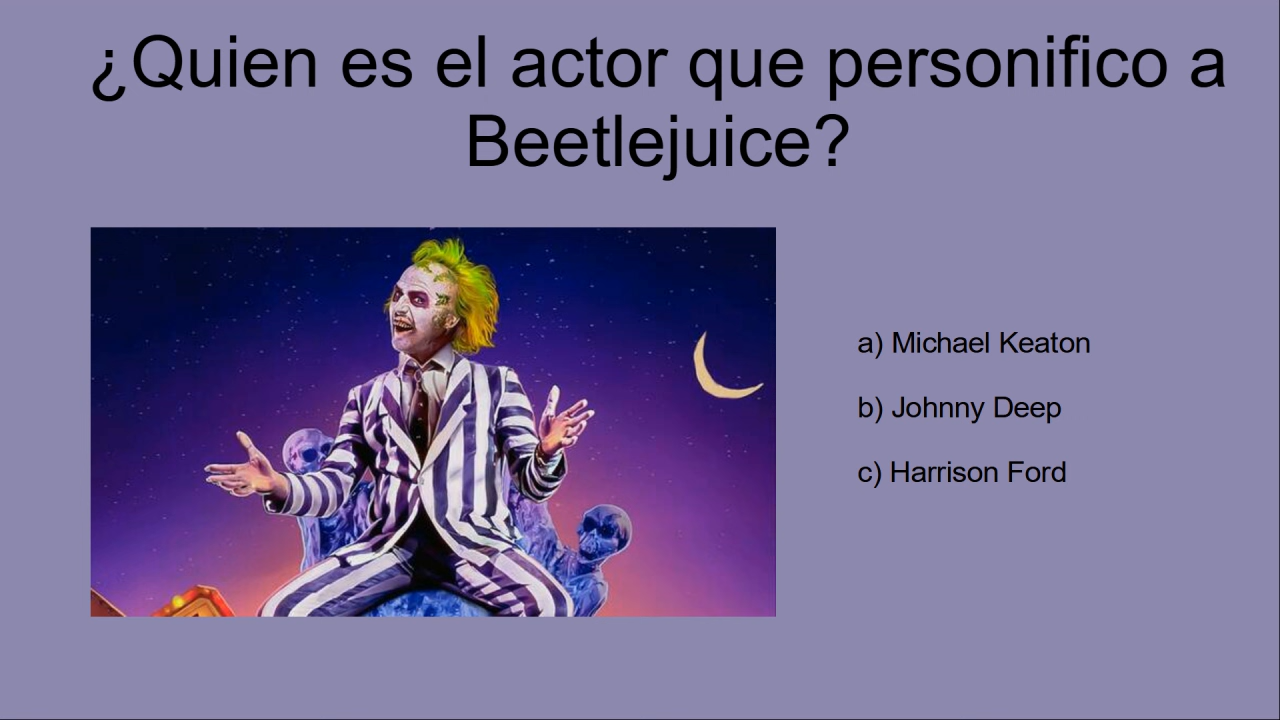 ¿Quien es el actor que personifico a
Beetlejuice?
a) Michael Keaton
b) Johnny Deep
c) Harrison Ford